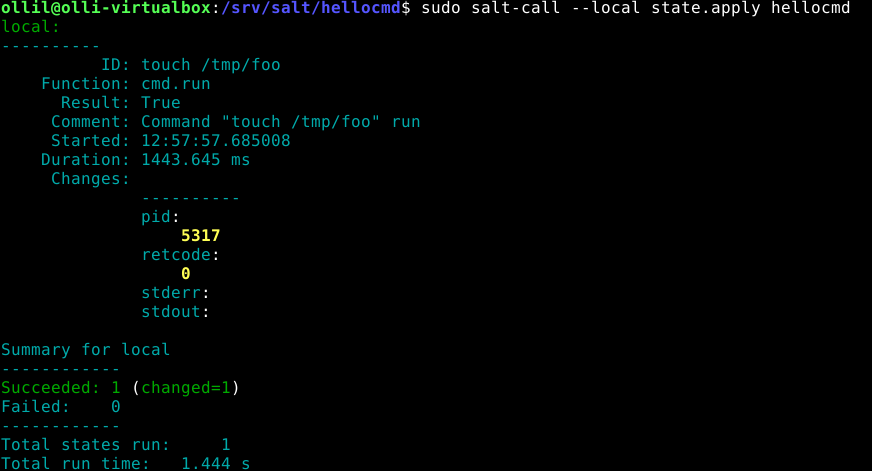 ollil@olli-virtualbox:/srv/salt/hellocmd$ sudo salt-call --local state.apply hellocmd
local:
----------
          ID: touch /tmp/foo
    Function: cmd.run
      Result: True
     Comment: Command "touch /tmp/foo" run
     Started: 12:57:57.685008
    Duration: 1443.645 ms
     Changes:
              ----------
              pid:
                  5317
              retcode:
                  0
              stderr:
              stdout:

Summary for local
------------
Succeeded: 1 (changed=1)
Failed:    0
------------
Total states run:     1
Total run time:   1.444 s